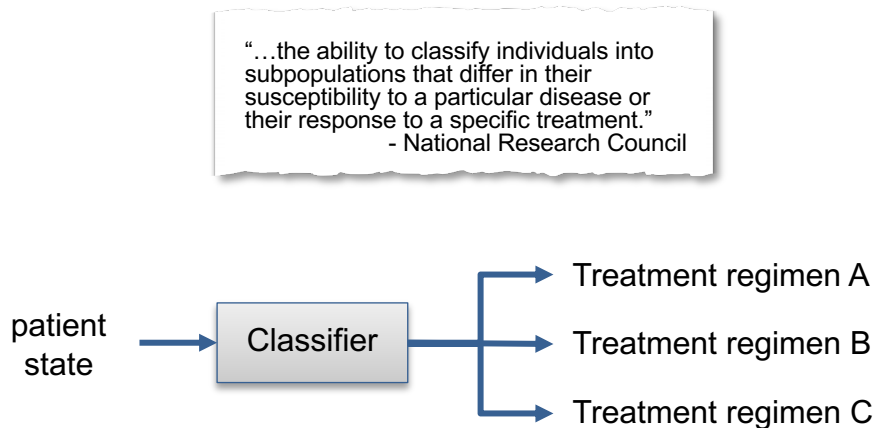 “…the ability to classify individuals into
subpopulations that differ in their
susceptibility to a particular disease or
their response to a specific treatment.”
- National Research Council
Treatment regimen A
patient
state
Classifier
Treatment regimen B
Treatment regimen C